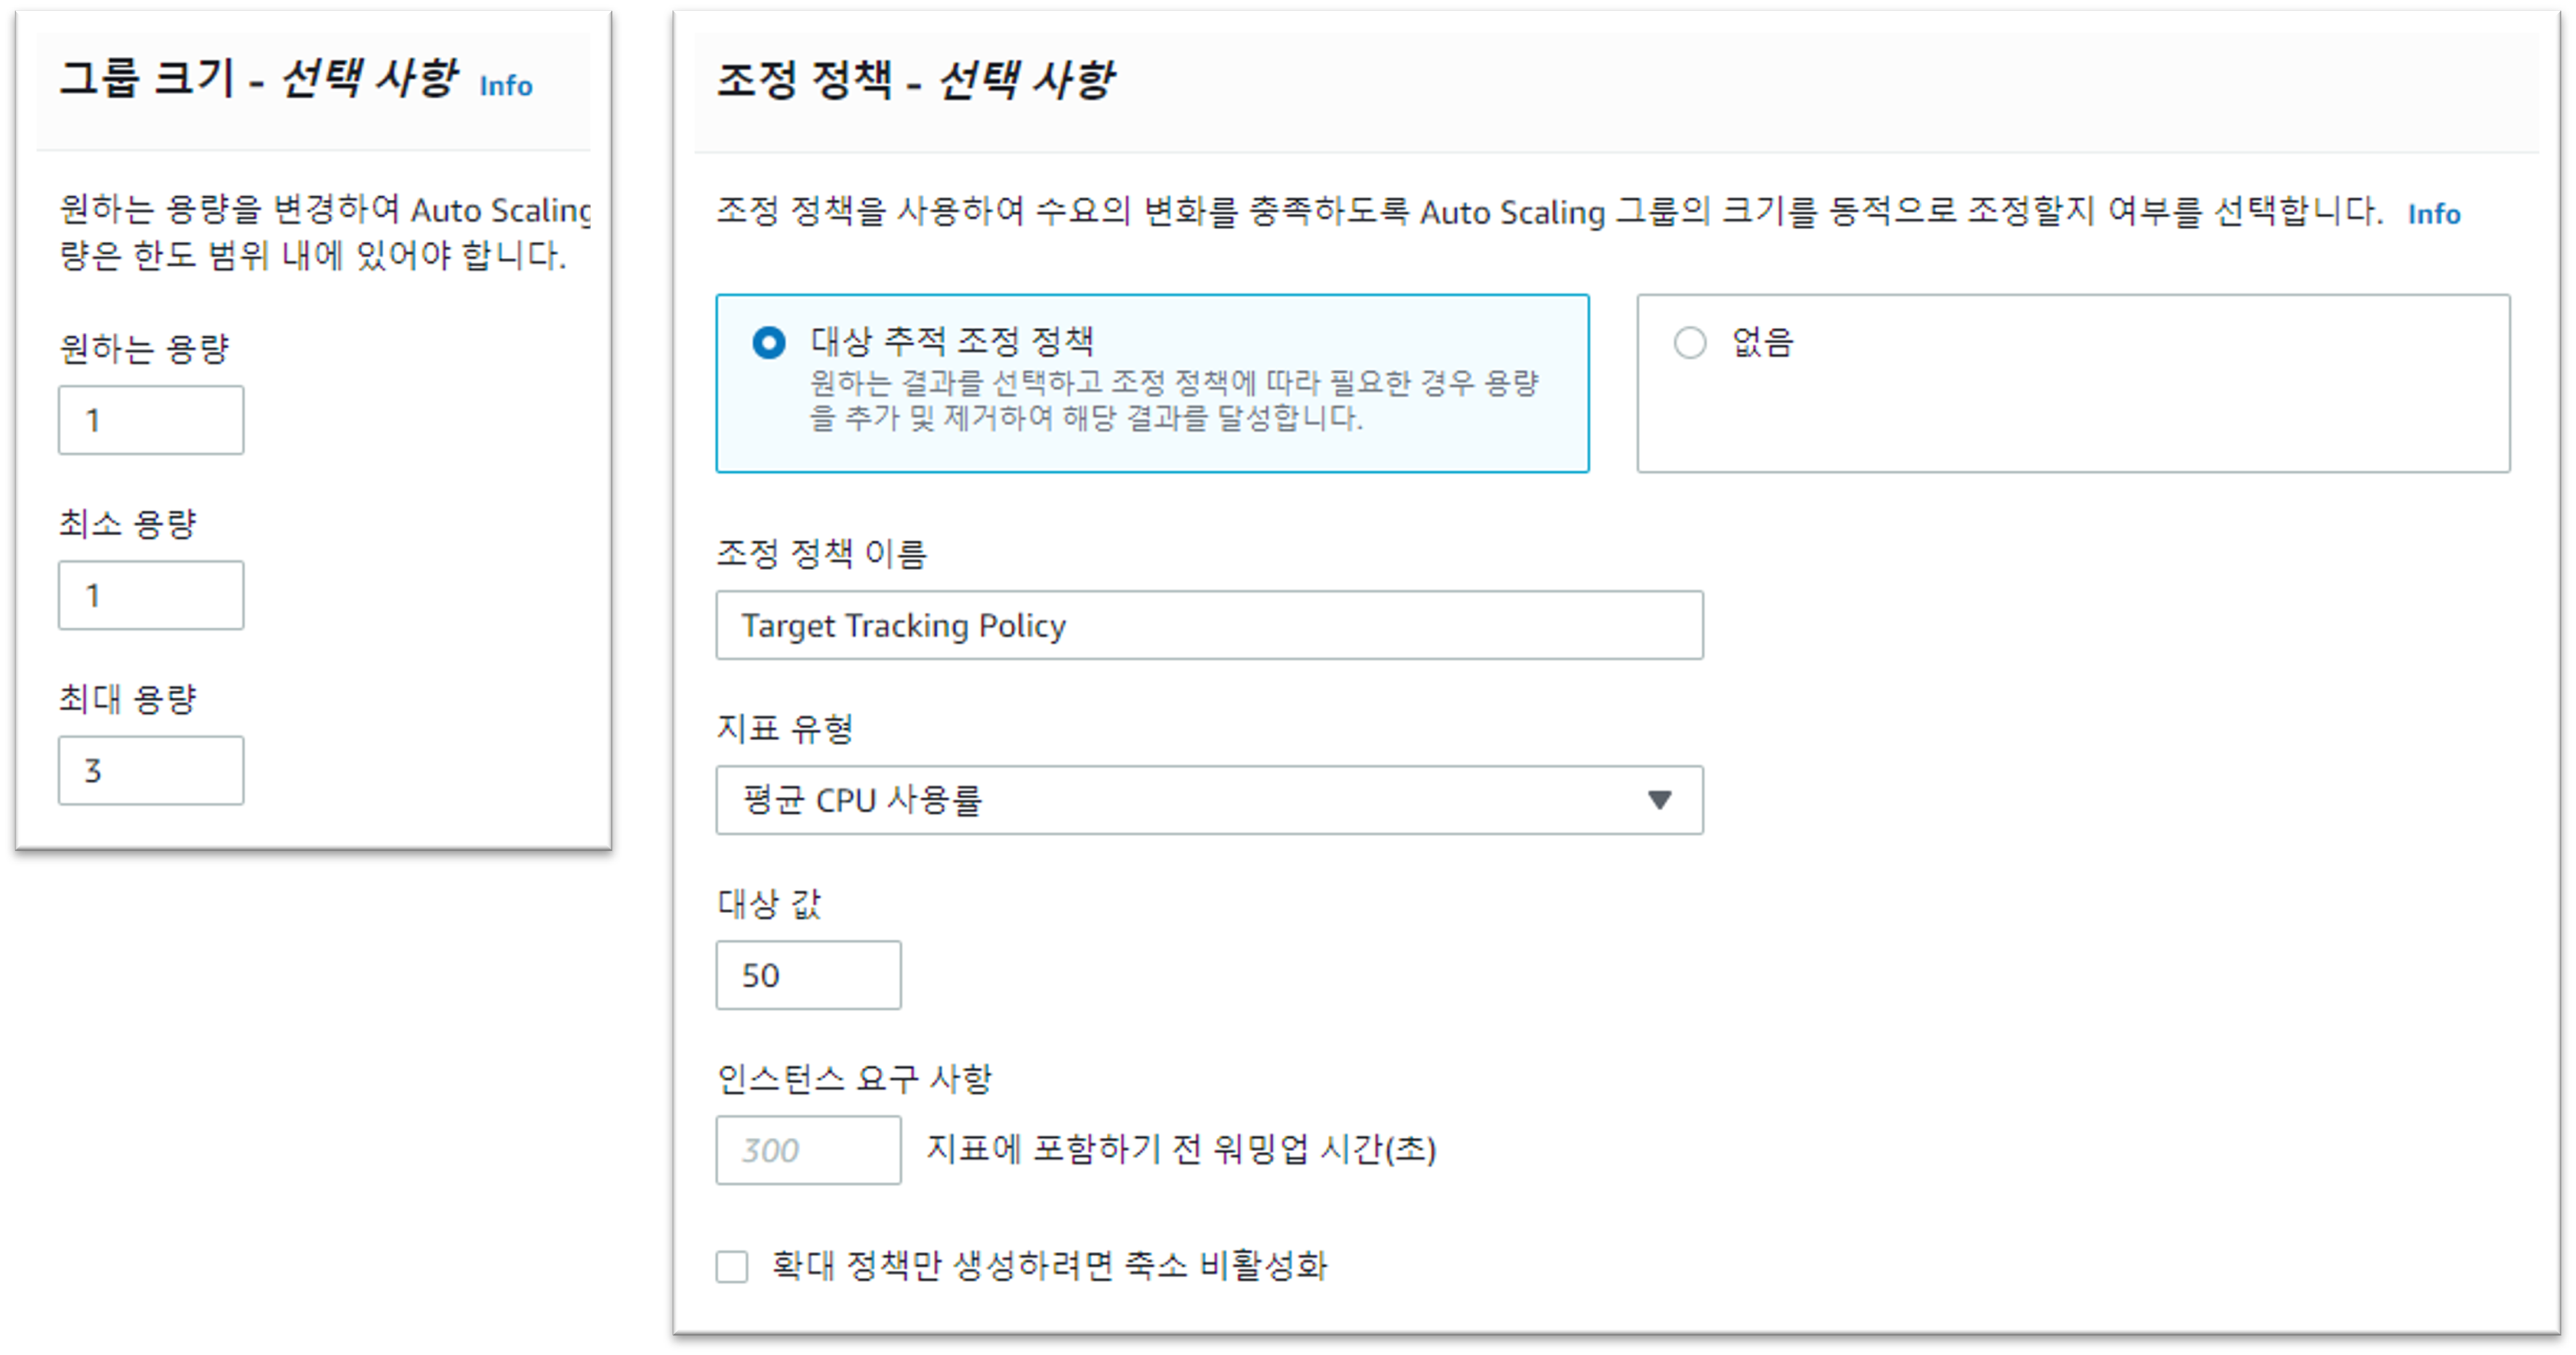 그룹 크기 - 선택 사항 Info
원하는 용량을 변경하여 Auto Scaling
량은 한도 범위 내에 있어야 합니다.
원하는 용량
1
최소 용량
1
최대 용량
3
조정 정책 - 선택 사항
조정 정책을 사용하여 수요의 변화를 충족하도록 Auto Scaling 그룹의 크기를 동적으로 조정할지 여부를 선택합니다. Info
대상 추적 조정 정책
원하는 결과를 선택하고 조정 정책에 따라 필요한 경우 용량
을 추가 및 제거하여 해당 결과를 달성합니다.
없음
조정 정책 이름
Target Tracking Policy
지표 유형
평균 CPU 사용률
대상 값
50
인스턴스 요구 사항
300 지표에 포함하기 전 워밍업 시간(초)
확대 정책만 생성하려면 축소 비활성화